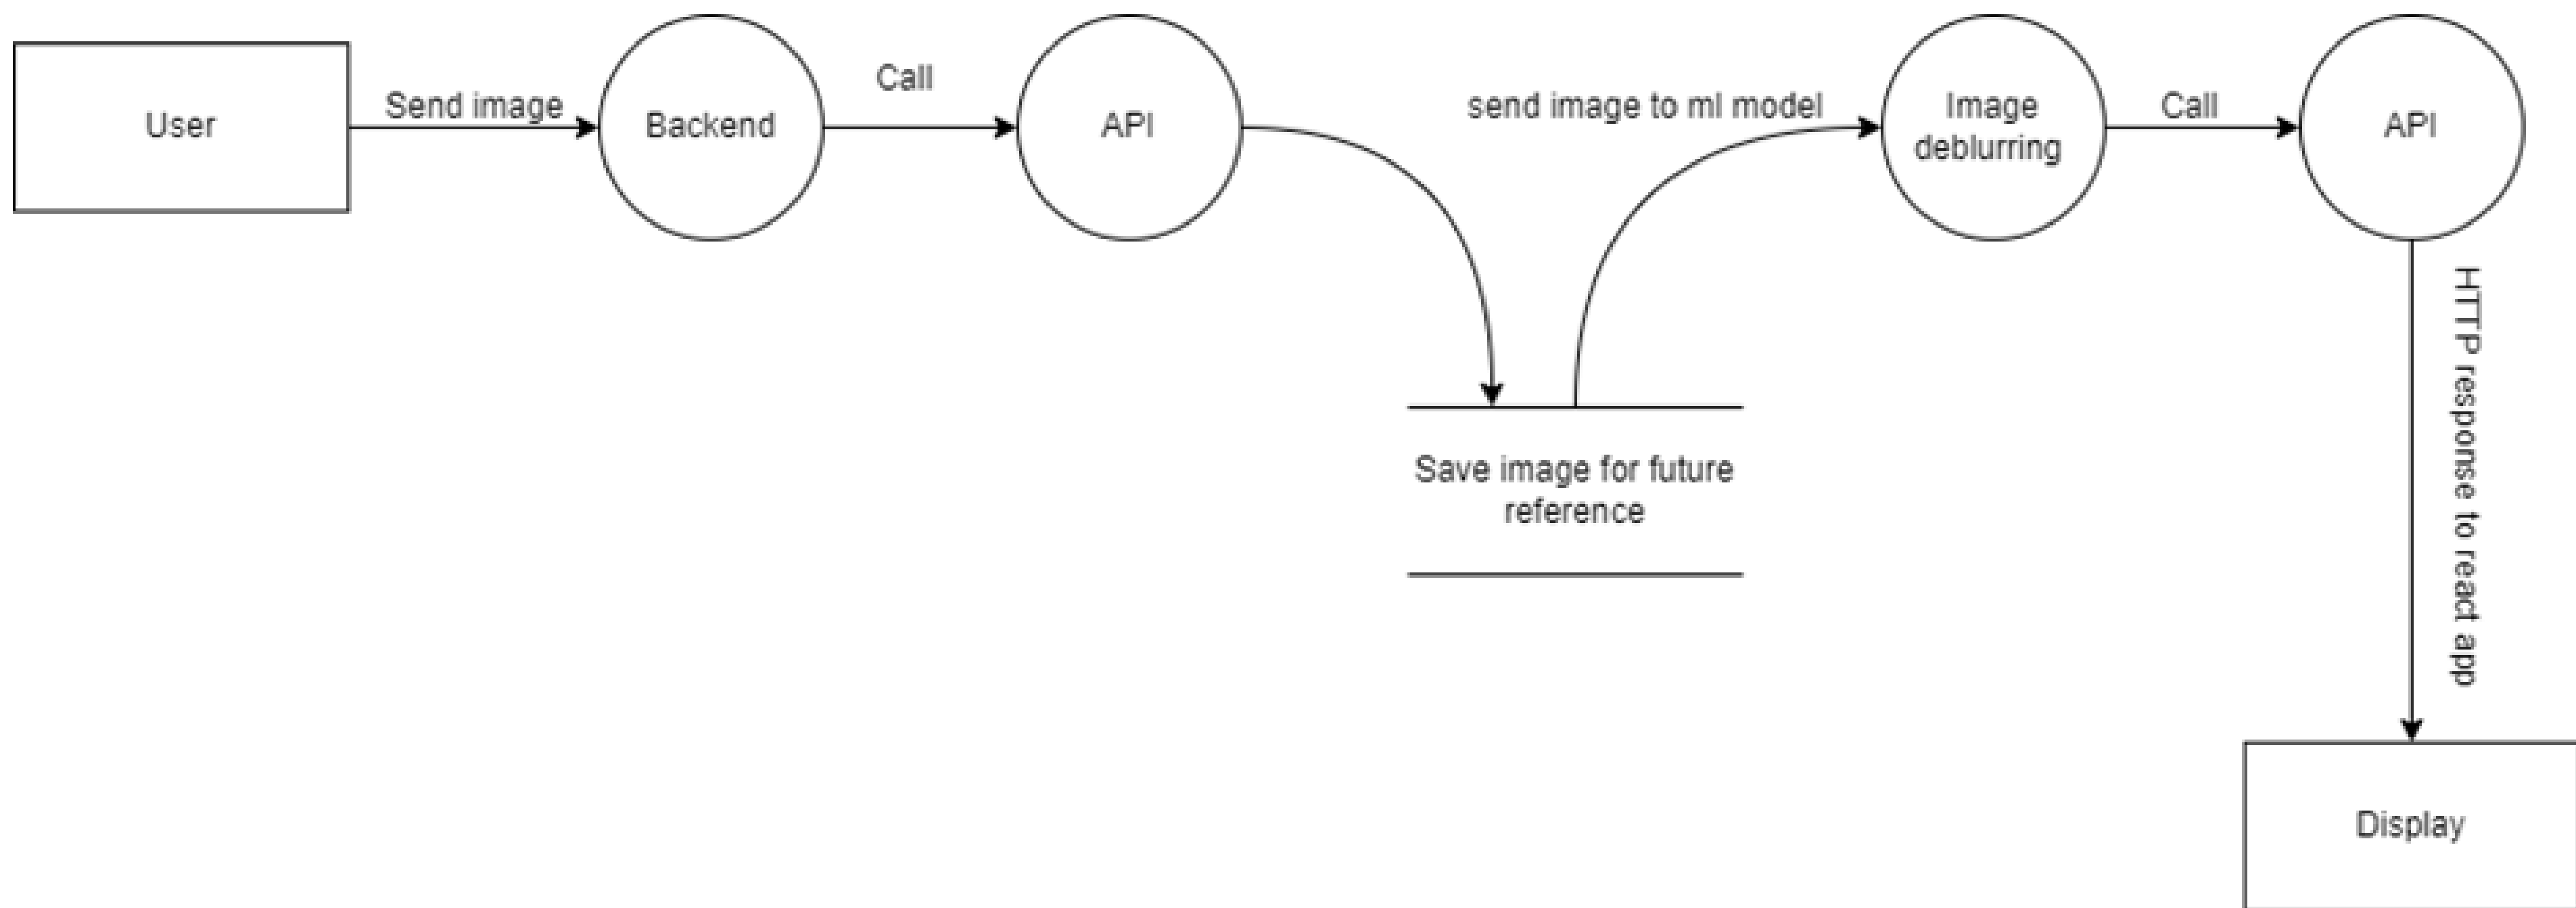 User
Send image
Backend
Call
API
send image to ml model
Image
deblurring
Call
API
HTTP response to react app
Save image for future
reference
Display